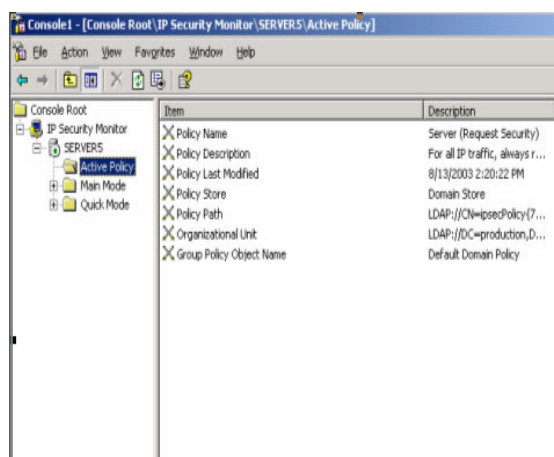 Console1 - [Console Root\IP Security Monitor\SERVER5\Active Policy]
File Action View Favorites Window Help
Console Root
IP Security Monitor
SERVER5
Active Policy
Main Mode
Quick Mode
Item Description
Policy Name Server (Request Security)
Policy Description For all IP traffic, always r...
Policy Last Modified 8/13/2003 2:20:22 PM
Policy Store Domain Store
Policy Path LDAP://CN=ipsecPolicy{7...
Organizational Unit LDAP://DC=production,D...
Group Policy Object Name Default Domain Policy